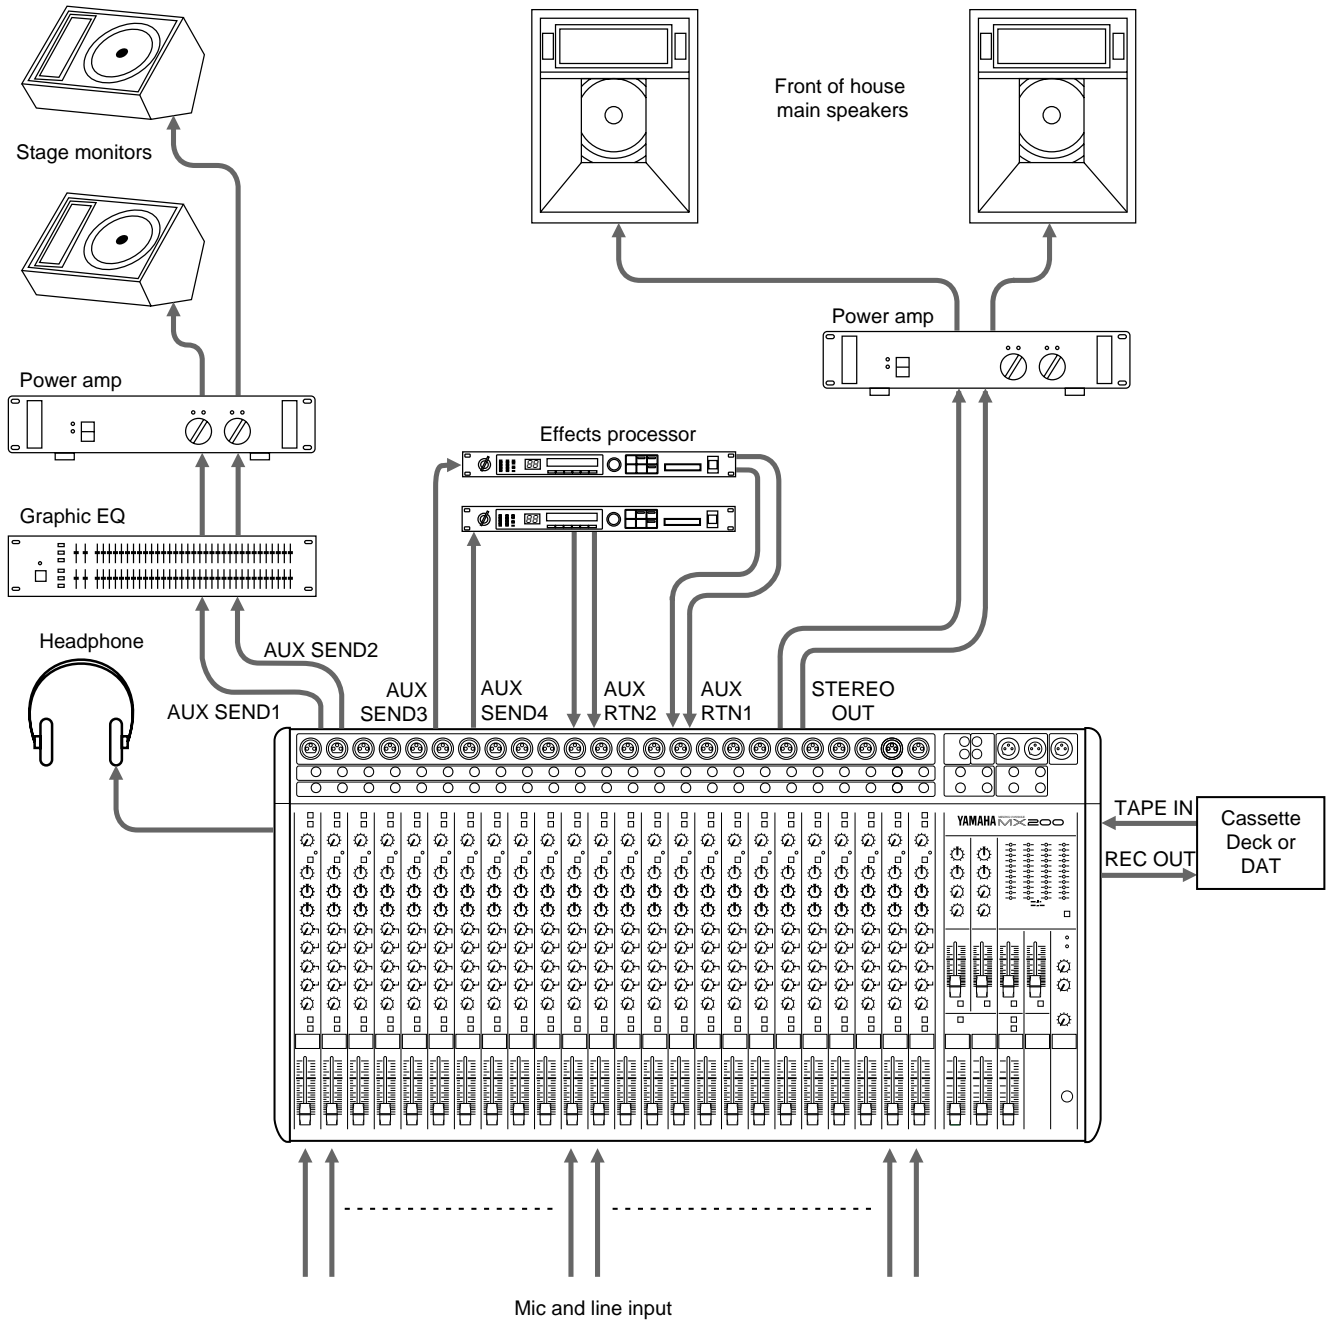 Front of house
main speakers
Stage monitors
Power amp
Power amp
Effects processor
Graphic EQ
Headphone
AUX SEND2
AUX SEND1
AUX
SEND3
AUX
SEND4
AUX
RTN2
AUX
RTN1
STEREO
OUT
YAMAHA MX200
TAPE IN
REC OUT
Cassette
Deck or
DAT
Mic and line input